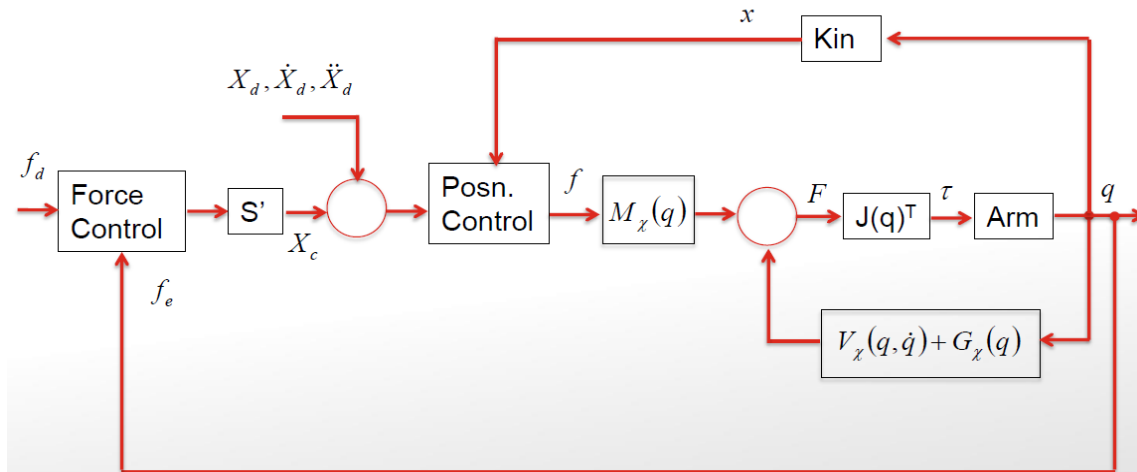 x
Kin
X_d, Ẋ_d, Ẍ_d
f_d
Force
Control
S'
X_c
Posn.
Control
f
M_χ(q)
F
J(q)^T
τ
Arm
q
f_e
V_χ(q, q̇) + G_χ(q)